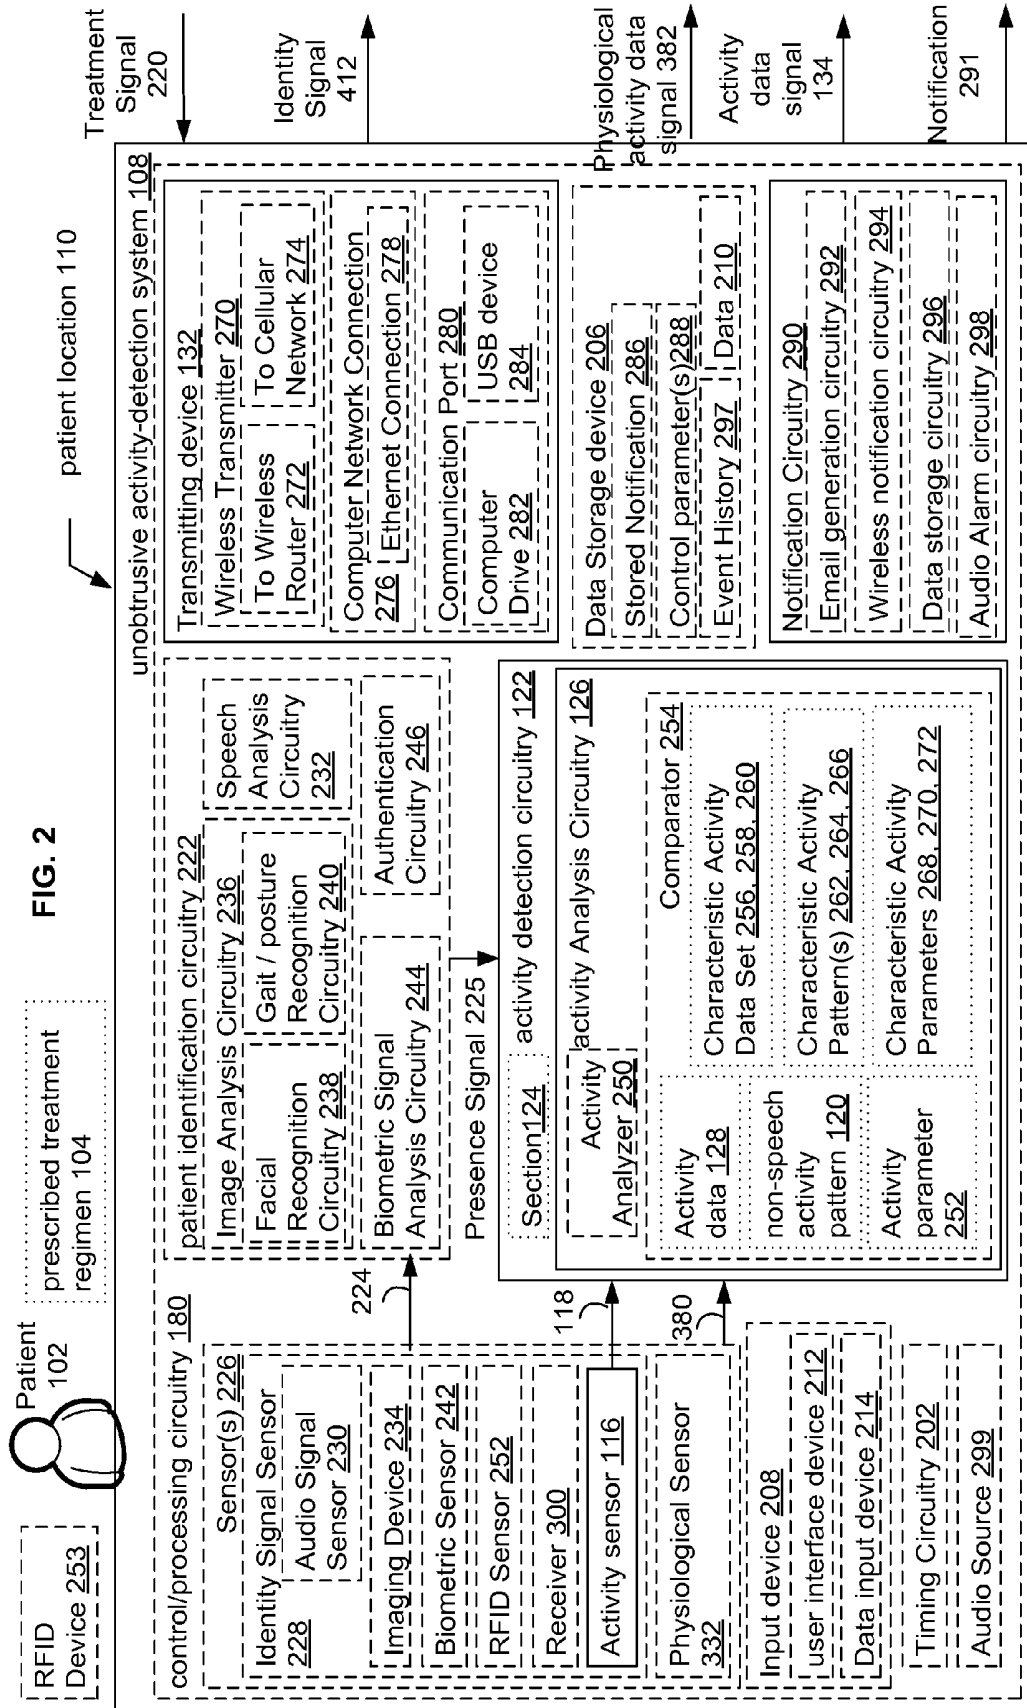 FIG. 2
RFID
Device 253
Patient
102
prescribed treatment
regimen 104
patient location 110
unobtrusive activity-detection system 108
control/processing circuitry 180
Sensor(s) 226
Identity Signal Sensor
228
Audio Signal
Sensor 230
Imaging Device 234
Biometric Sensor 242
RFID Sensor 252
Receiver 300
Activity sensor 116
Physiological Sensor
332
Input device 208
user interface device 212
Data input device 214
Timing Circuitry 202
Audio Source 299
224
118
380
patient identification circuitry 222
Image Analysis Circuitry 236
Facial
Recognition
Circuitry 238
Gait / posture
Recognition
Circuitry 240
Speech
Analysis
Circuitry
232
Biometric Signal
Analysis Circuitry 244
Authentication
Circuitry 246
Presence Signal 225
Section124
activity detection circuitry 122
Activity
Analyzer 250
activity Analysis Circuitry 126
Comparator 254
Activity
data 128
Characteristic Activity
Data Set 256, 258, 260
non-speech
activity
pattern 120
Characteristic Activity
Pattern(s) 262, 264, 266
Activity
parameter
252
Characteristic Activity
Parameters 268, 270, 272
Transmitting device 132
Wireless Transmitter 270
To Wireless
Router 272
To Cellular
Network 274
Computer Network Connection
276
Ethernet Connection 278
Communication Port 280
Computer
Drive 282
USB device
284
Data Storage device 206
Stored Notification 286
Control parameter(s)288
Event History 297
Data 210
Notification Circuitry 290
Email generation circuitry 292
Wireless notification circuitry 294
Data storage circuitry 296
Audio Alarm circuitry 298
Treatment
Signal
220
Identity
Signal
412
Physiological
activity data
signal 382
Activity
data
signal
134
Notification
291